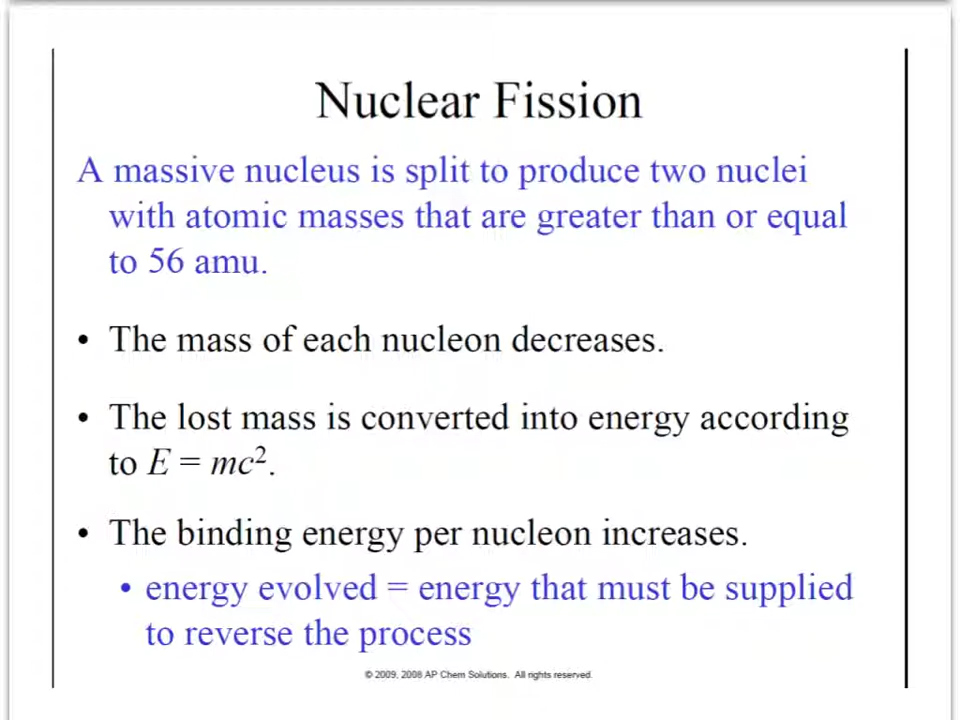 Nuclear Fission
A massive nucleus is split to produce two nuclei
with atomic masses that are greater than or equal
to 56 amu.
• The mass of each nucleon decreases.
• The lost mass is converted into energy according
to E = mc².
• The binding energy per nucleon increases.
• energy evolved = energy that must be supplied
to reverse the process
© 2009, 2008 AP Chem Solutions. All rights reserved.